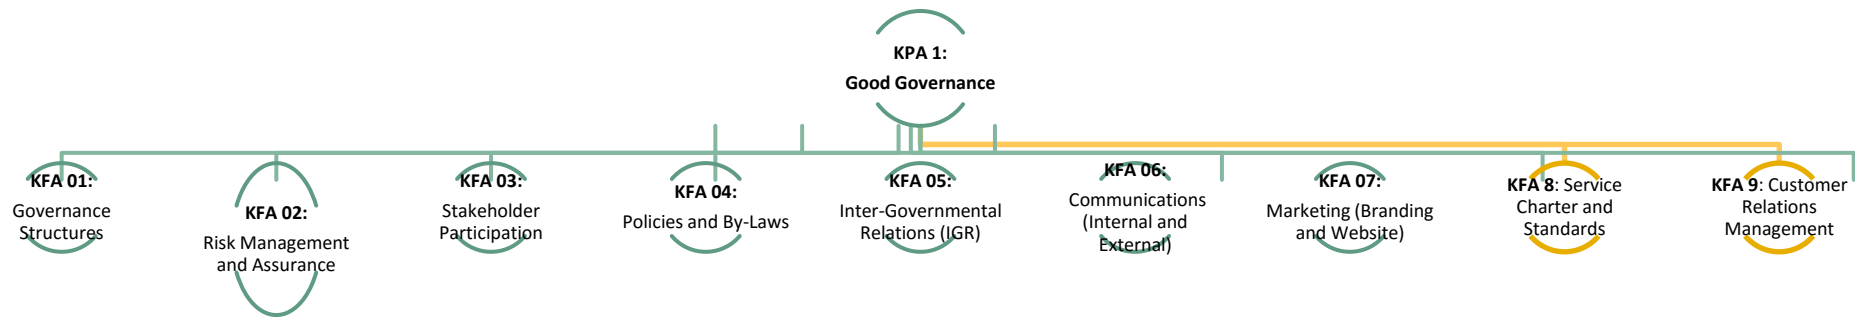 KPA 1:
Good Governance
KFA 01:
Governance
Structures
KFA 02:
Risk Management
and Assurance
KFA 03:
Stakeholder
Participation
KFA 04:
Policies and By-Laws
KFA 05:
Inter-Governmental
Relations (IGR)
KFA 06:
Communications
(Internal and
External)
KFA 07:
Marketing (Branding
and Website)
KFA 8: Service
Charter and
Standards
KFA 9: Customer
Relations
Management